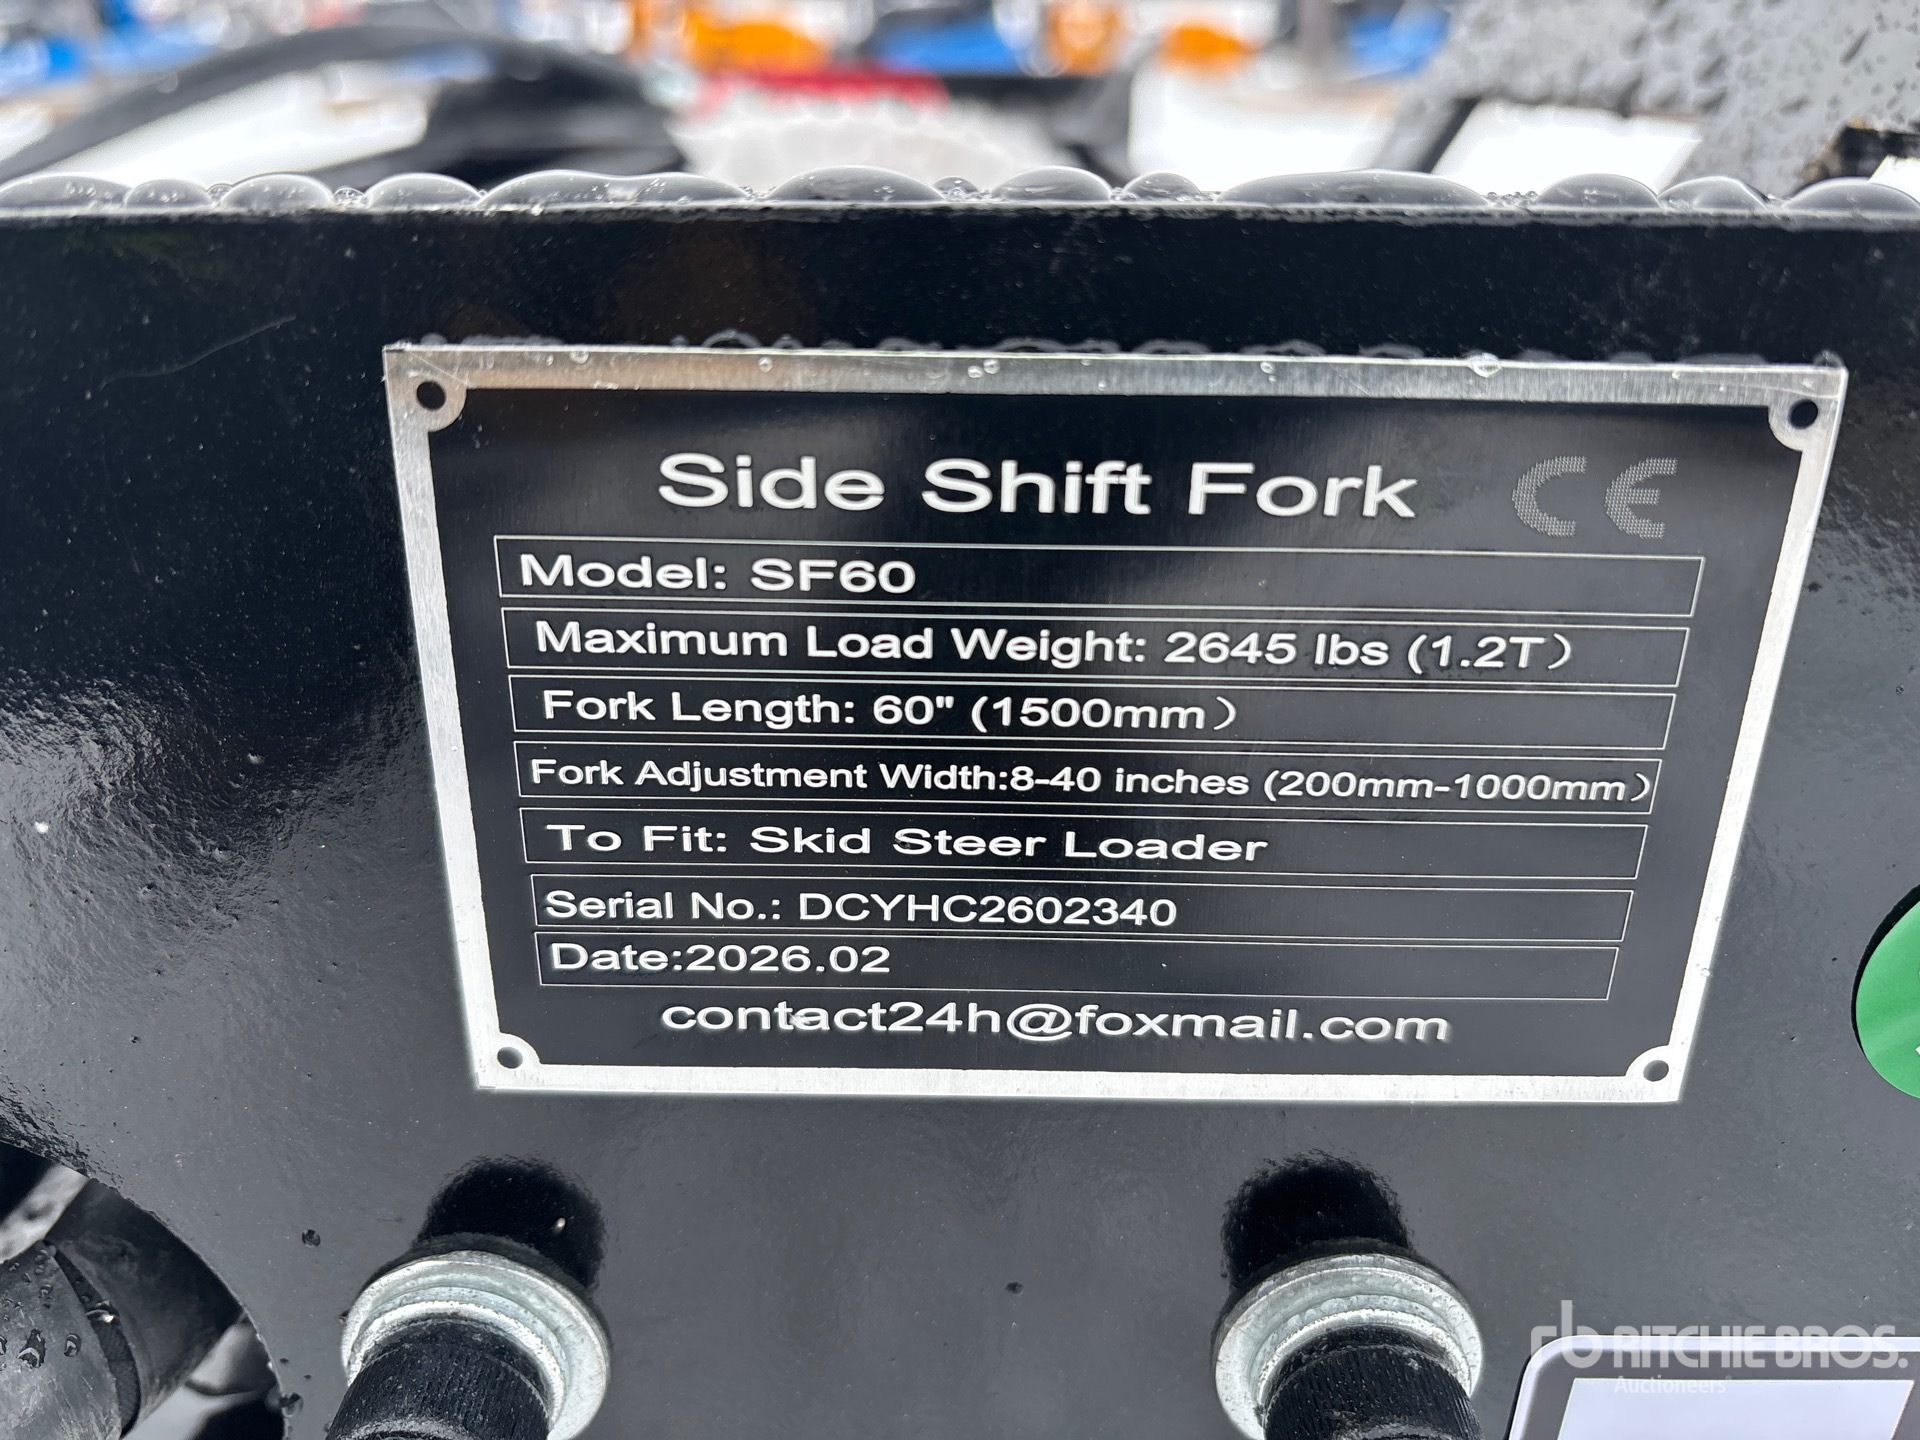 Side Shift Fork CE
Model: SF60
Maximum Load Weight: 2645 lbs (1.2T）
Fork Length: 60" (1500mm）
Fork Adjustment Width:8-40 inches (200mm-1000mm）
To Fit: Skid Steer Loader
Serial No.: DCYHC2602340
Date:2026.02
contact24h@foxmail.com
rb RITCHIE BROS.
Auctioneers